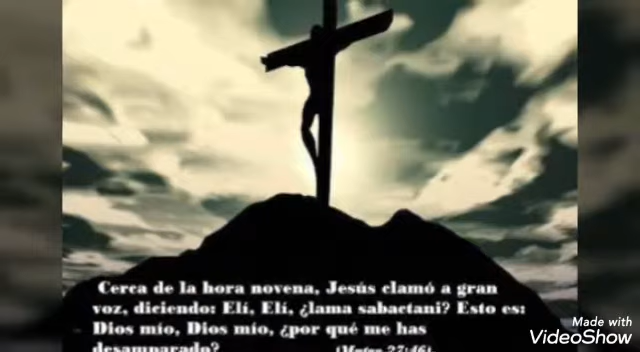 Cerca de la hora novena, Jesús clamó a gran
voz, diciendo: Elí, Elí, ¿lama sabactani? Esto es:
Dios mío, Dios mío, ¿por qué me has
desamparado? (Mateo 27:46)
Made with
VideoShow